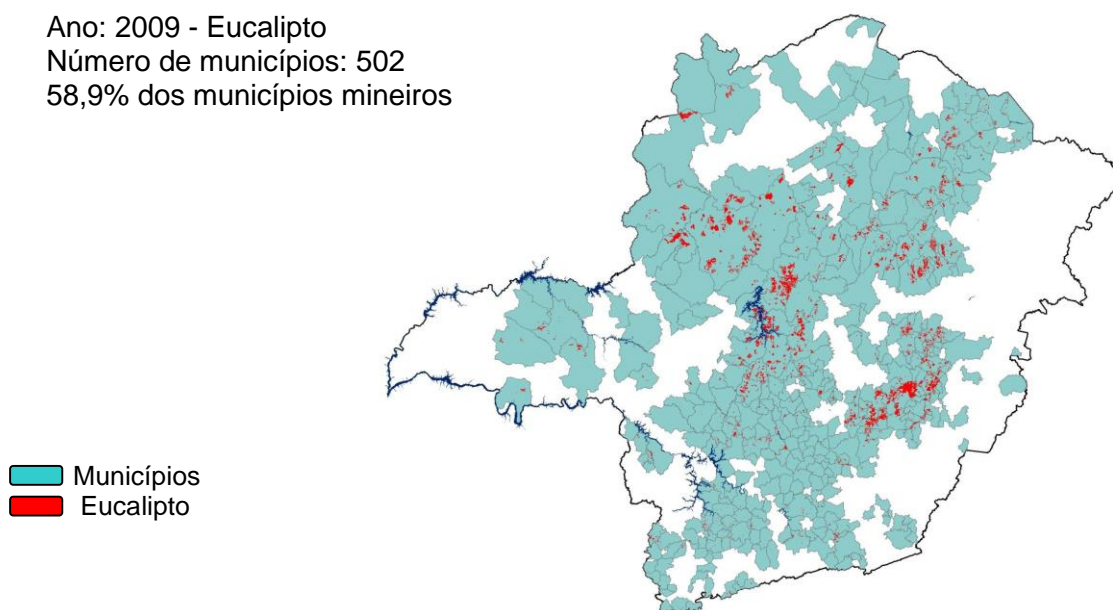 Ano: 2009 - Eucalipto
Número de municípios: 502
58,9% dos municípios mineiros
Municípios
Eucalipto